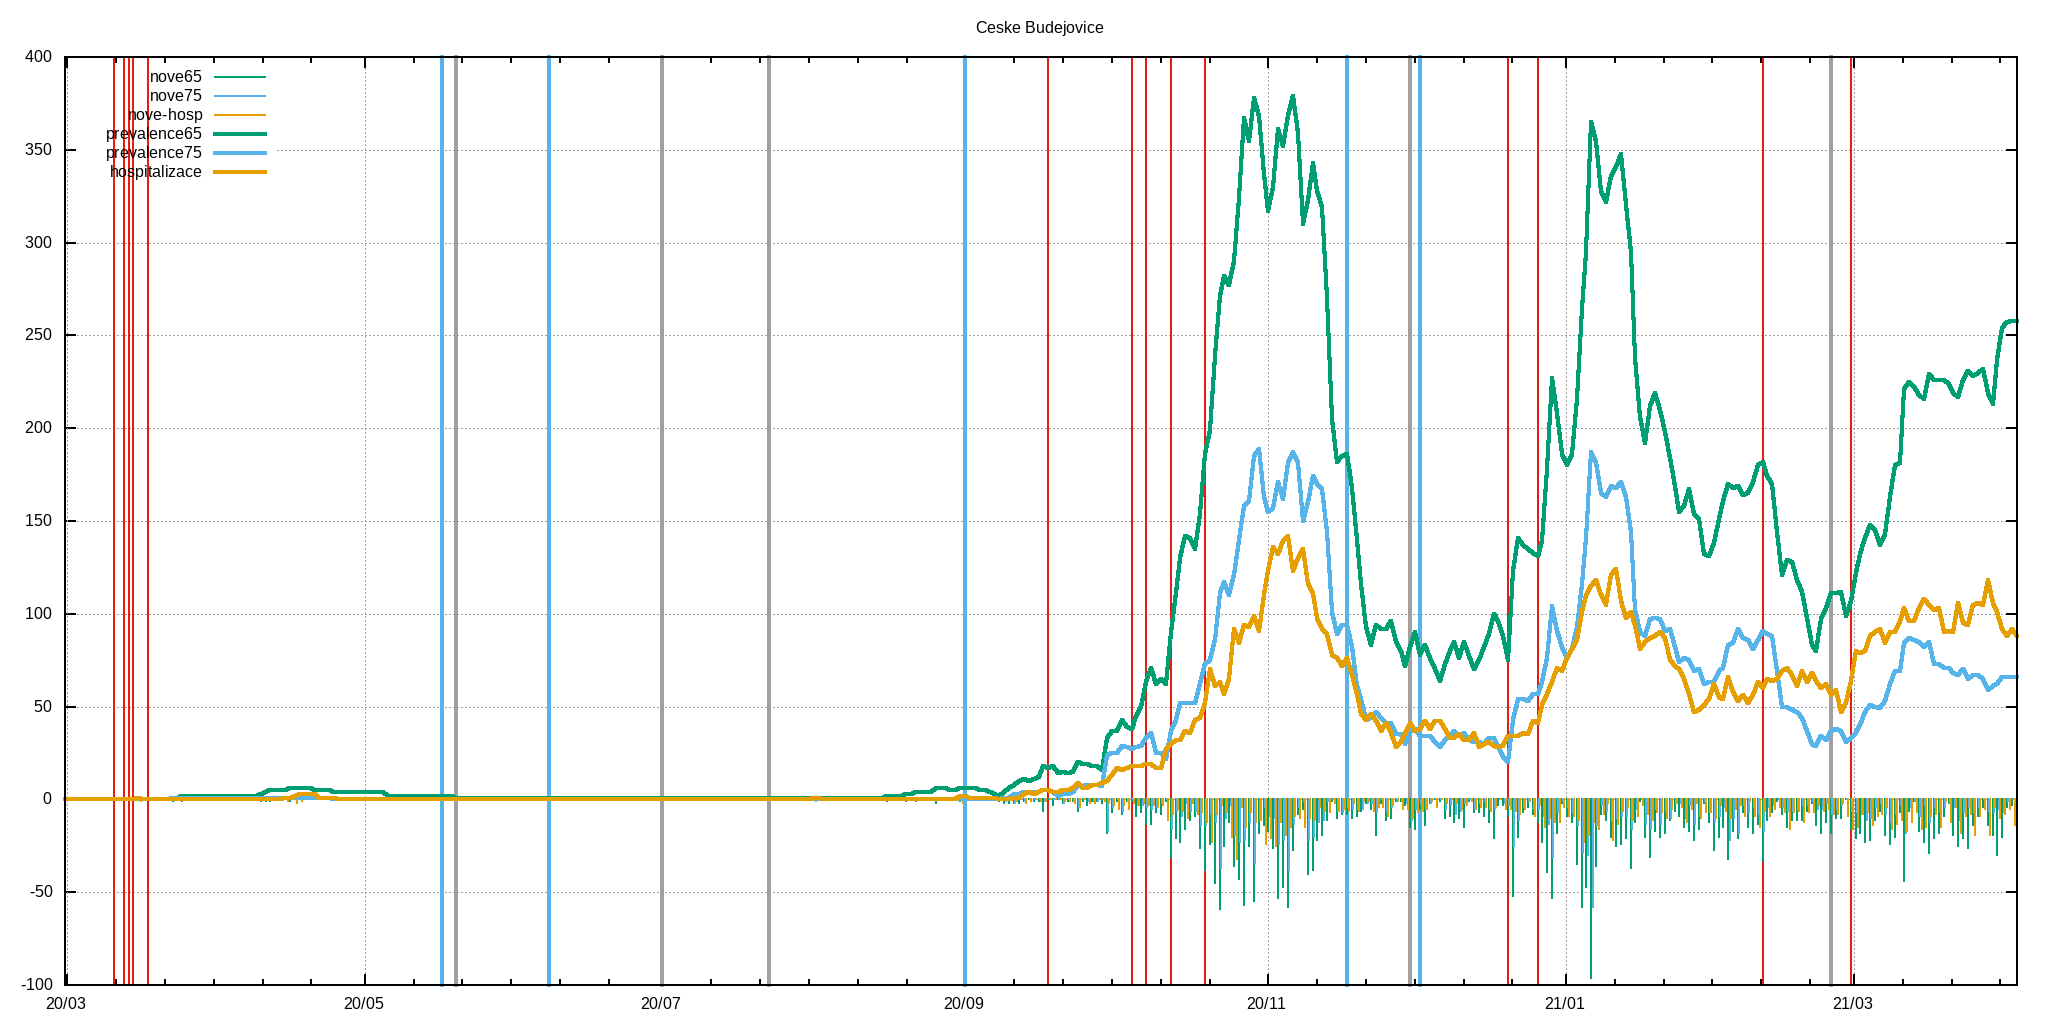 Ceske Budejovice
400
350
300
250
200
150
100
50
0
-50
-100
nove65
nove75
nove-hosp
prevalence65
prevalence75
hospitalizace
20/03 20/05 20/07 20/09 20/11 21/01 21/03